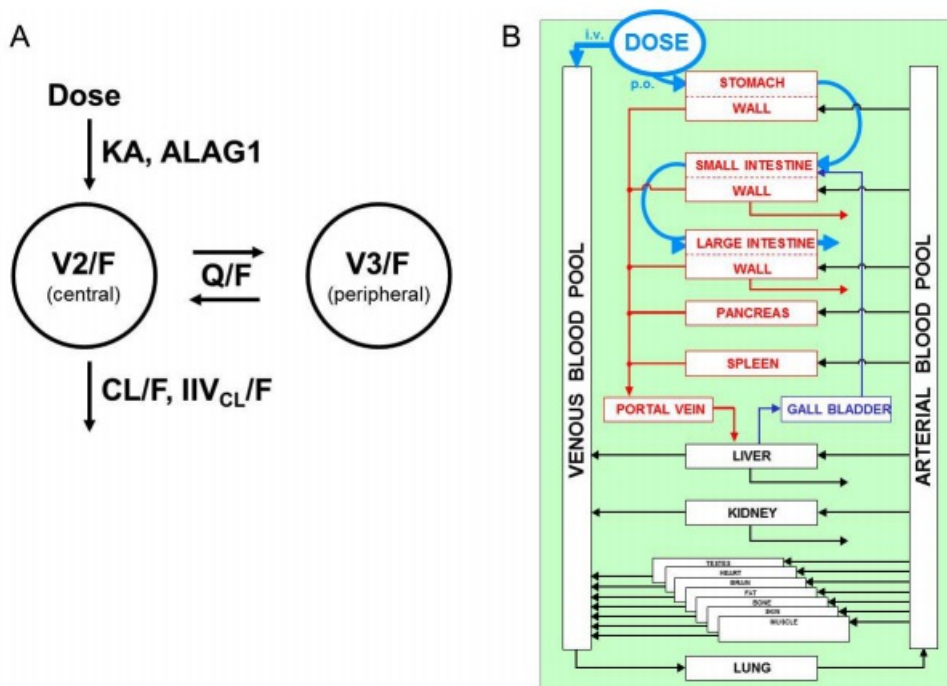 A
Dose
KA, ALAG1
V2/F
(central)
Q/F
V3/F
(peripheral)
CL/F, IIVCL/F
B
i.v.
DOSE
p.o.
STOMACH
WALL
SMALL INTESTINE
WALL
LARGE INTESTINE
WALL
PANCREAS
SPLEEN
PORTAL VEIN
GALL BLADDER
LIVER
KIDNEY
TESTES
HEART
BRAIN
FAT
BONE
SKIN
MUSCLE
LUNG
VENOUS BLOOD POOL
ARTERIAL BLOOD POOL